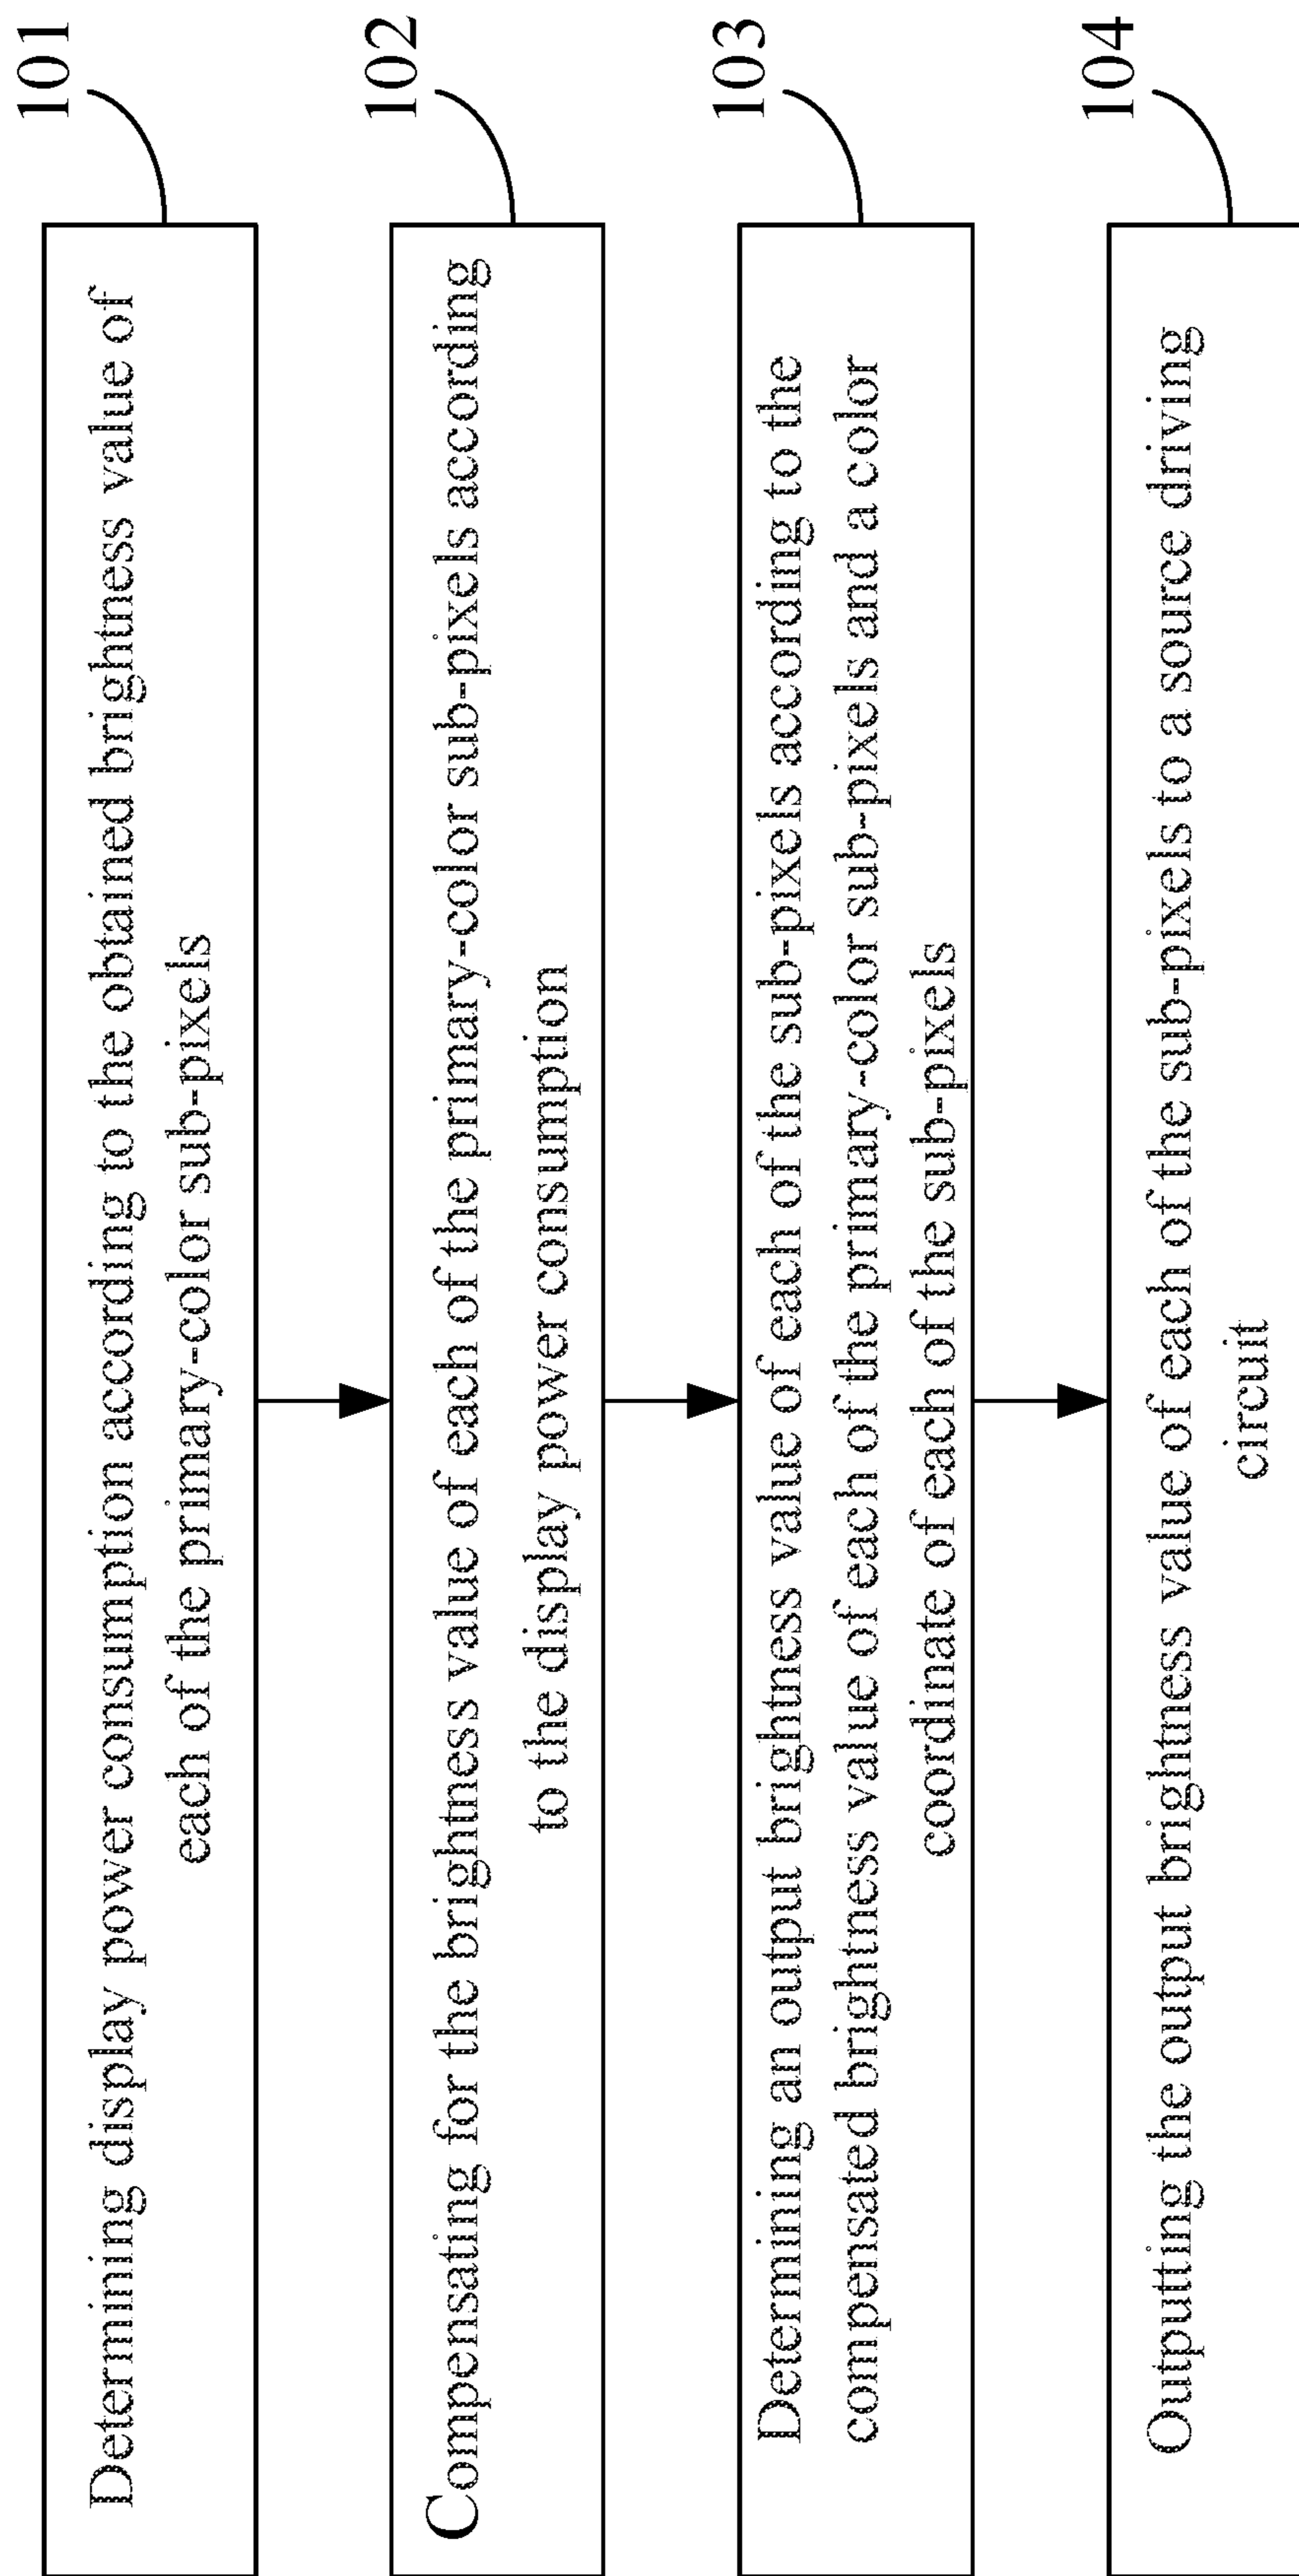 Determining display power consumption according to the obtained brightness value of
each of the primary-color sub-pixels
101
Compensating for the brightness value of each of the primary-color sub-pixels according
to the display power consumption
102
Determining an output brightness value of each of the sub-pixels according to the
compensated brightness value of each of the primary-color sub-pixels and a color
coordinate of each of the sub-pixels
103
Outputting the output brightness value of each of the sub-pixels to a source driving
circuit
104